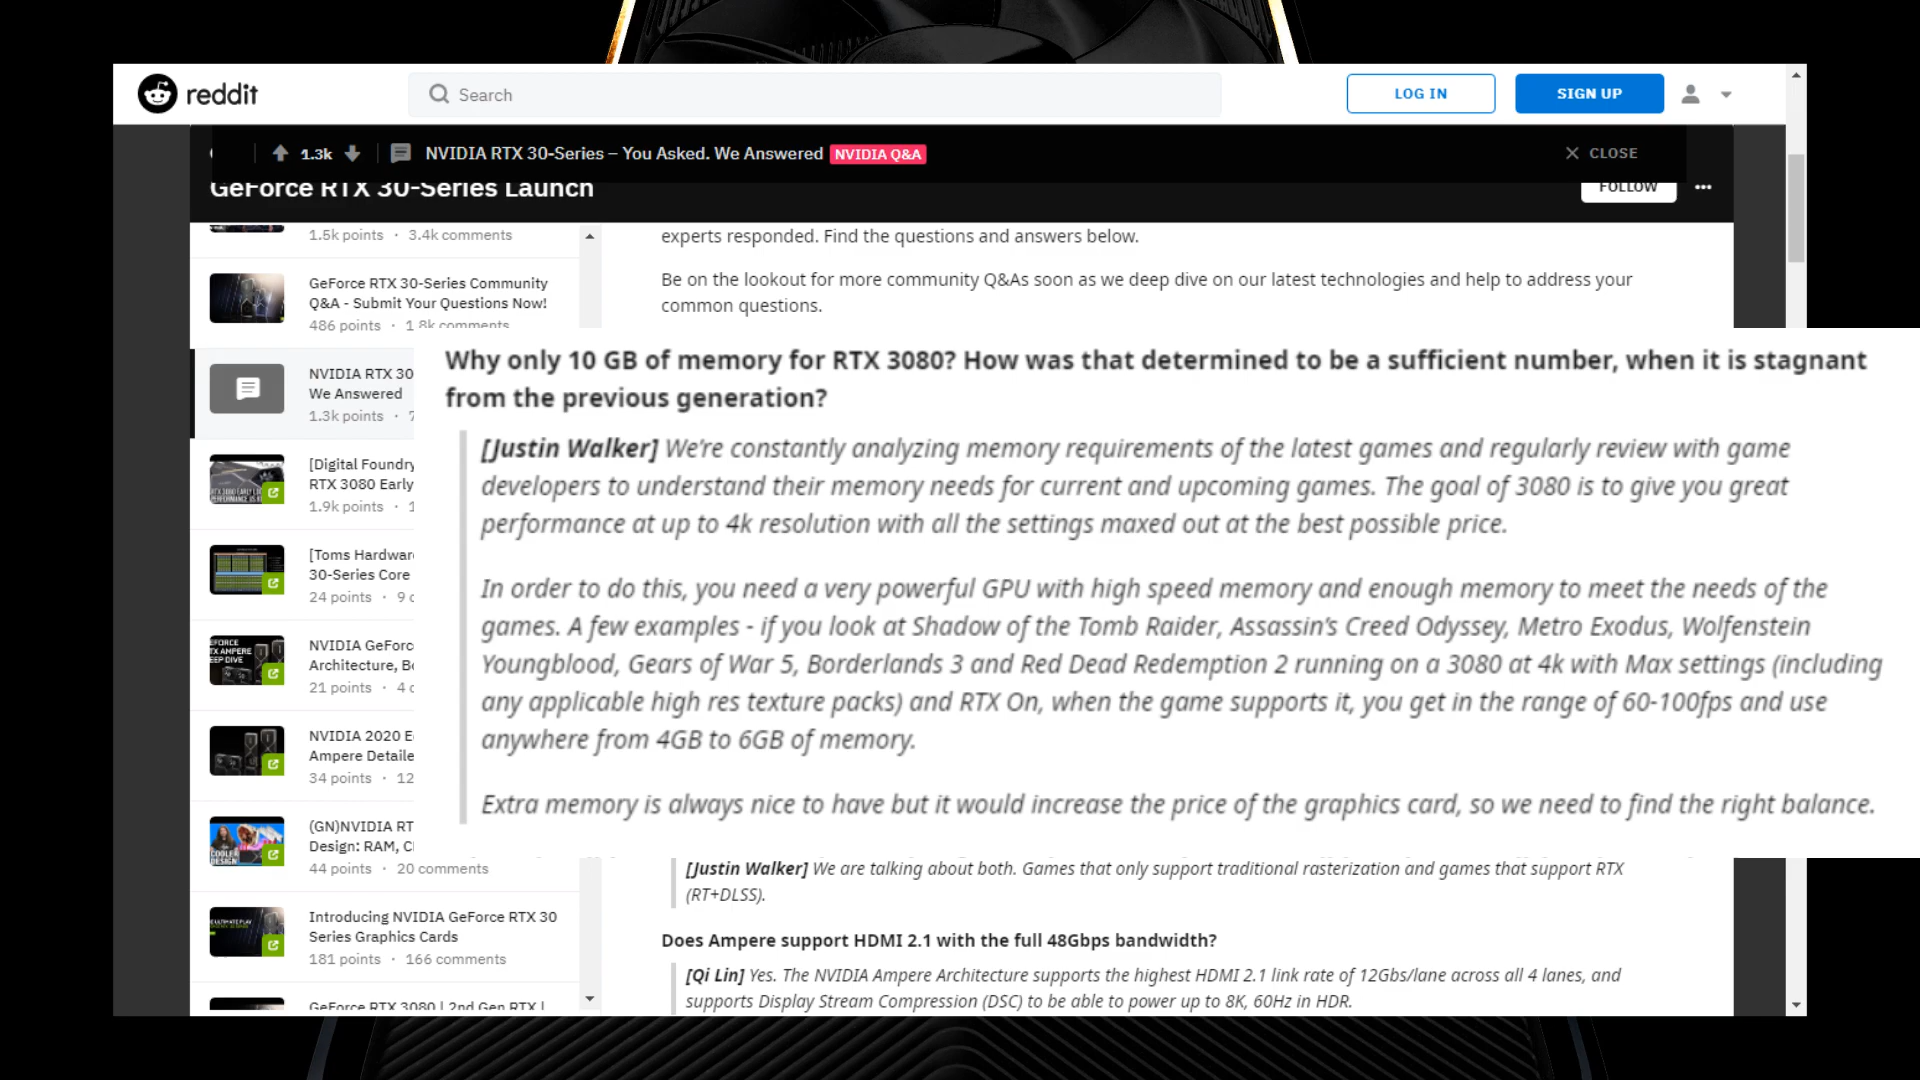 reddit
Search
LOG IN
SIGN UP
1.3k
NVIDIA RTX 30-Series – You Asked. We Answered NVIDIA Q&A
CLOSE
GeForce RTX 30-Series Launch
FOLLOW
1.5k points · 3.4k comments
GeForce RTX 30-Series Community
Q&A - Submit Your Questions Now!
486 points · 1.8k comments
NVIDIA RTX 30
We Answered
1.3k points · 7
[Digital Foundry
RTX 3080 Early
1.9k points · 1
[Toms Hardware
30-Series Core
24 points · 9 c
NVIDIA GeForce
Architecture, Bo
21 points · 4 c
NVIDIA 2020 E
Ampere Detaile
34 points · 12
(GN)NVIDIA RT
Design: RAM, C
44 points · 20 comments
Introducing NVIDIA GeForce RTX 30
Series Graphics Cards
181 points · 166 comments
GeForce RTX 3080 | 2nd Gen RTX |
experts responded. Find the questions and answers below.
Be on the lookout for more community Q&As soon as we deep dive on our latest technologies and help to address your
common questions.
Why only 10 GB of memory for RTX 3080? How was that determined to be a sufficient number, when it is stagnant
from the previous generation?
[Justin Walker] We're constantly analyzing memory requirements of the latest games and regularly review with game
developers to understand their memory needs for current and upcoming games. The goal of 3080 is to give you great
performance at up to 4k resolution with all the settings maxed out at the best possible price.
In order to do this, you need a very powerful GPU with high speed memory and enough memory to meet the needs of the
games. A few examples - if you look at Shadow of the Tomb Raider, Assassin's Creed Odyssey, Metro Exodus, Wolfenstein
Youngblood, Gears of War 5, Borderlands 3 and Red Dead Redemption 2 running on a 3080 at 4k with Max settings (including
any applicable high res texture packs) and RTX On, when the game supports it, you get in the range of 60-100fps and use
anywhere from 4GB to 6GB of memory.
Extra memory is always nice to have but it would increase the price of the graphics card, so we need to find the right balance.
[Justin Walker] We are talking about both. Games that only support traditional rasterization and games that support RTX
(RT+DLSS).
Does Ampere support HDMI 2.1 with the full 48Gbps bandwidth?
[Qi Lin] Yes. The NVIDIA Ampere Architecture supports the highest HDMI 2.1 link rate of 12Gbs/lane across all 4 lanes, and
supports Display Stream Compression (DSC) to be able to power up to 8K, 60Hz in HDR.